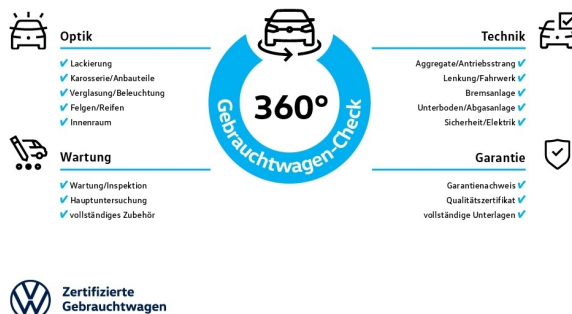 Optik
Lackierung
Karosserie/Anbauteile
Verglasung/Beleuchtung
Felgen/Reifen
Innenraum
Wartung
Wartung/Inspektion
Hauptuntersuchung
vollständiges Zubehör
360°
Gebrauchtwagen-Check
Technik
Aggregate/Antriebsstrang
Lenkung/Fahrwerk
Bremsanlage
Unterboden/Abgasanlage
Sicherheit/Elektrik
Garantie
Garantienachweis
Qualitätszertifikat
vollständige Unterlagen
Zertifizierte
Gebrauchtwagen